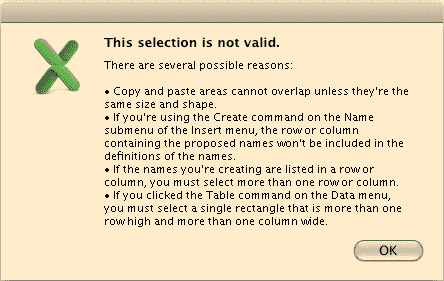 This selection is not valid.
There are several possible reasons:
• Copy and paste areas cannot overlap unless they're the
same size and shape.
• If you're using the Create command on the Name
submenu of the Insert menu, the row or column
containing the proposed names won't be included in the
definitions of the names.
• If the names you're creating are listed in a row or
column, you must select more than one row or column.
• If you clicked the Table command on the Data menu,
you must select a single rectangle that is more than one
row high and more than one column wide.
OK